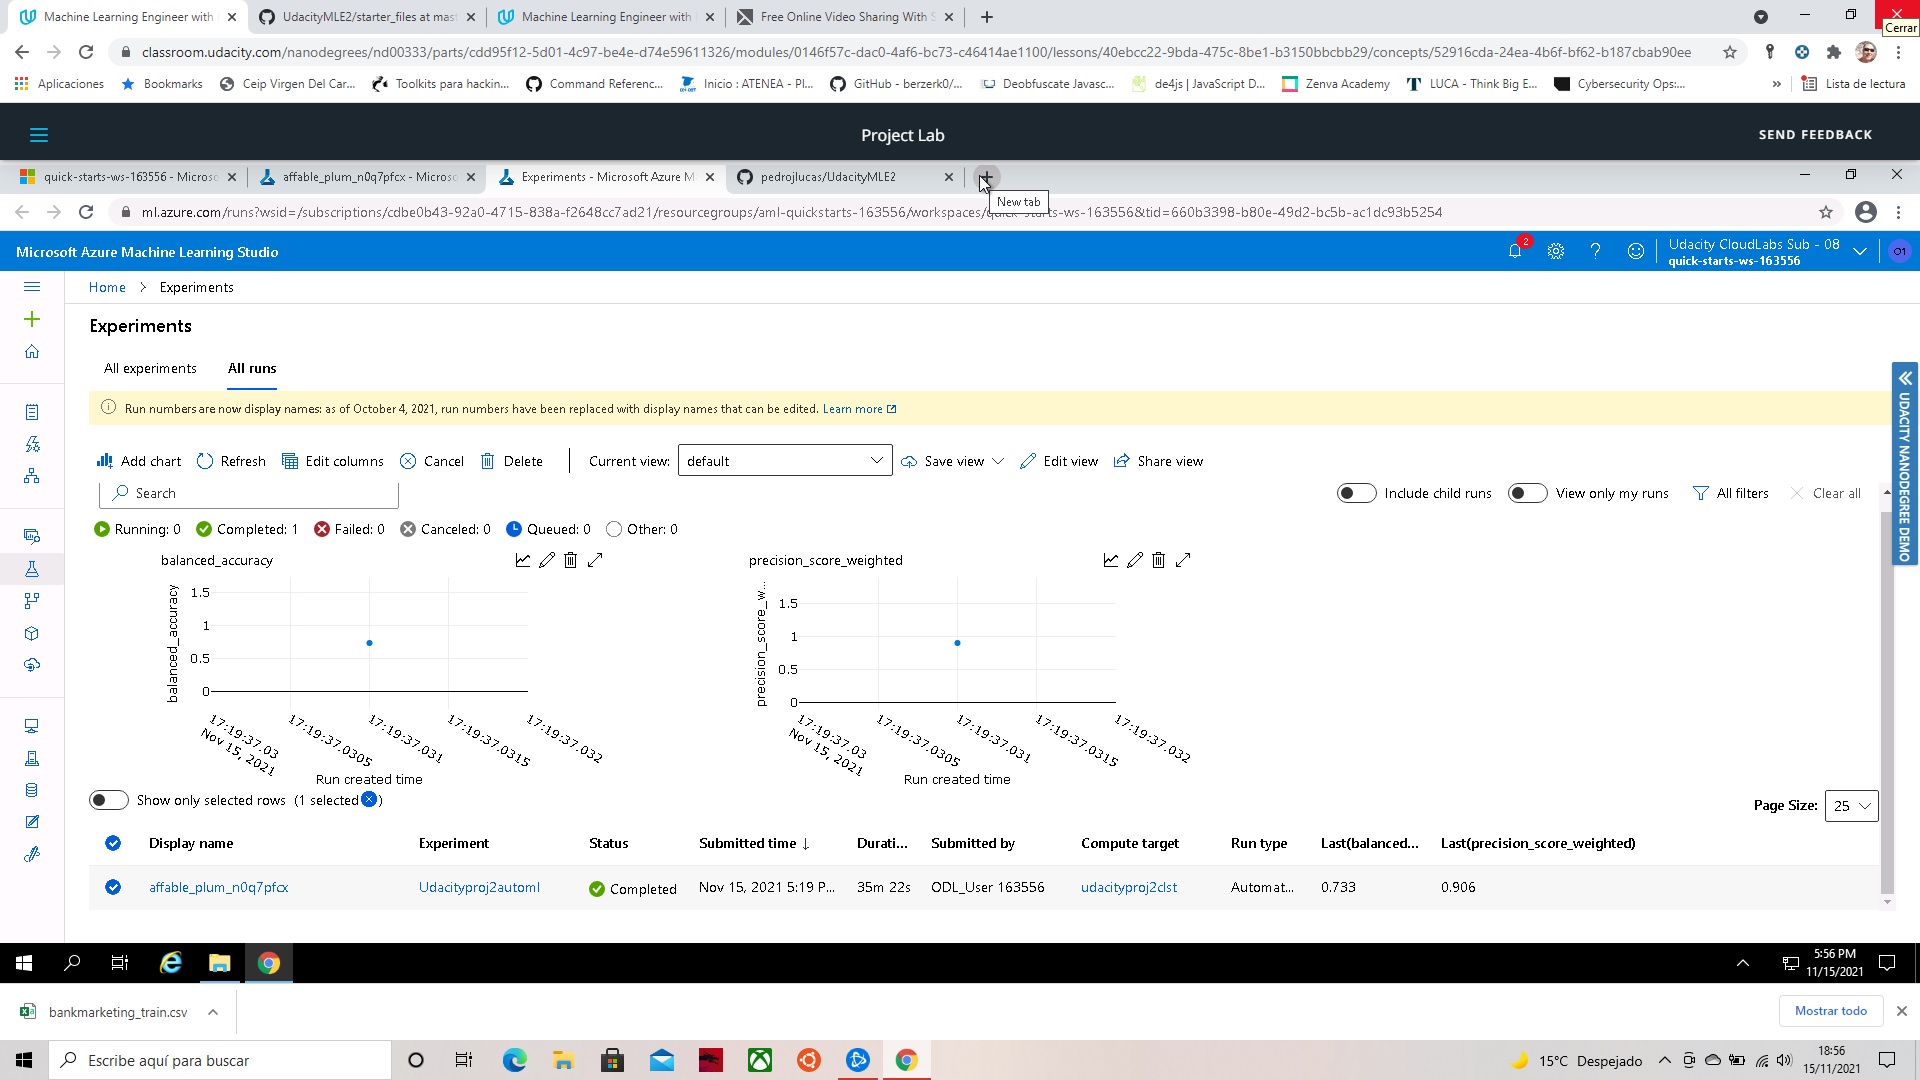 Machine Learning Engineer with
UdacityMLE2/starter_files at mast
Machine Learning Engineer with
Free Online Video Sharing With S
Cerrar
classroom.udacity.com/nanodegrees/nd00333/parts/cdd95f12-5d01-4c97-be4e-d74e59611326/modules/0146f57c-dac0-4af6-bc73-c46414ae1100/lessons/40ebcc22-9bda-475c-8be1-b3150bbcbb29/concepts/52916cda-24ea-4b6f-bf62-b187cbab90ee
Aplicaciones
Bookmarks
Ceip Virgen Del Car...
Toolkits para hackin...
Command Referenc...
Inicio : ATENEA - Pl...
GitHub - berzerk0/...
Deobfuscate Javasc...
de4js | JavaScript D...
Zenva Academy
LUCA - Think Big E...
Cybersecurity Ops:...
»
Lista de lectura
Project Lab
SEND FEEDBACK
quick-starts-ws-163556 - Microso
affable_plum_n0q7pfcx - Microso
Experiments - Microsoft Azure M
pedrojlucas/UdacityMLE2
New tab
ml.azure.com/runs?wsid=/subscriptions/cdbe0b43-92a0-4715-838a-f2648cc7ad21/resourcegroups/aml-quickstarts-163556/workspaces/quick-starts-ws-163556&tid=660b3398-b80e-49d2-bc5b-ac1dc93b5254
Microsoft Azure Machine Learning Studio
2
Udacity CloudLabs Sub - 08
quick-starts-ws-163556
O1
Home > Experiments
Experiments
All experiments
All runs
Run numbers are now display names: as of October 4, 2021, run numbers have been replaced with display names that can be edited. Learn more
UDACITY NANODEGREE DEMO
Add chart
Refresh
Edit columns
Cancel
Delete
Current view:
default
Save view
Edit view
Share view
Search
Include child runs
View only my runs
All filters
Clear all
Running: 0
Completed: 1
Failed: 0
Canceled: 0
Queued: 0
Other: 0
balanced_accuracy
balanced_accuracy
1.5
1
0.5
0
17:19:37.03
Nov 15, 2021
17:19:37.0305
17:19:37.031
17:19:37.0315
17:19:37.032
Run created time
precision_score_weighted
precision_score_w...
1.5
1
0.5
0
17:19:37.03
Nov 15, 2021
17:19:37.0305
17:19:37.031
17:19:37.0315
17:19:37.032
Run created time
Show only selected rows (1 selected )
Page Size: 25
Display name Experiment Status Submitted time ↓ Durati... Submitted by Compute target Run type Last(balanced... Last(precision_score_weighted)
affable_plum_n0q7pfcx Udacityproj2automl Completed Nov 15, 2021 5:19 P... 35m 22s ODL_User 163556 udacityproj2clst Automat... 0.733 0.906
5:56 PM
11/15/2021
bankmarketing_train.csv
Mostrar todo
Escribe aquí para buscar
15°C Despejado
18:56
15/11/2021